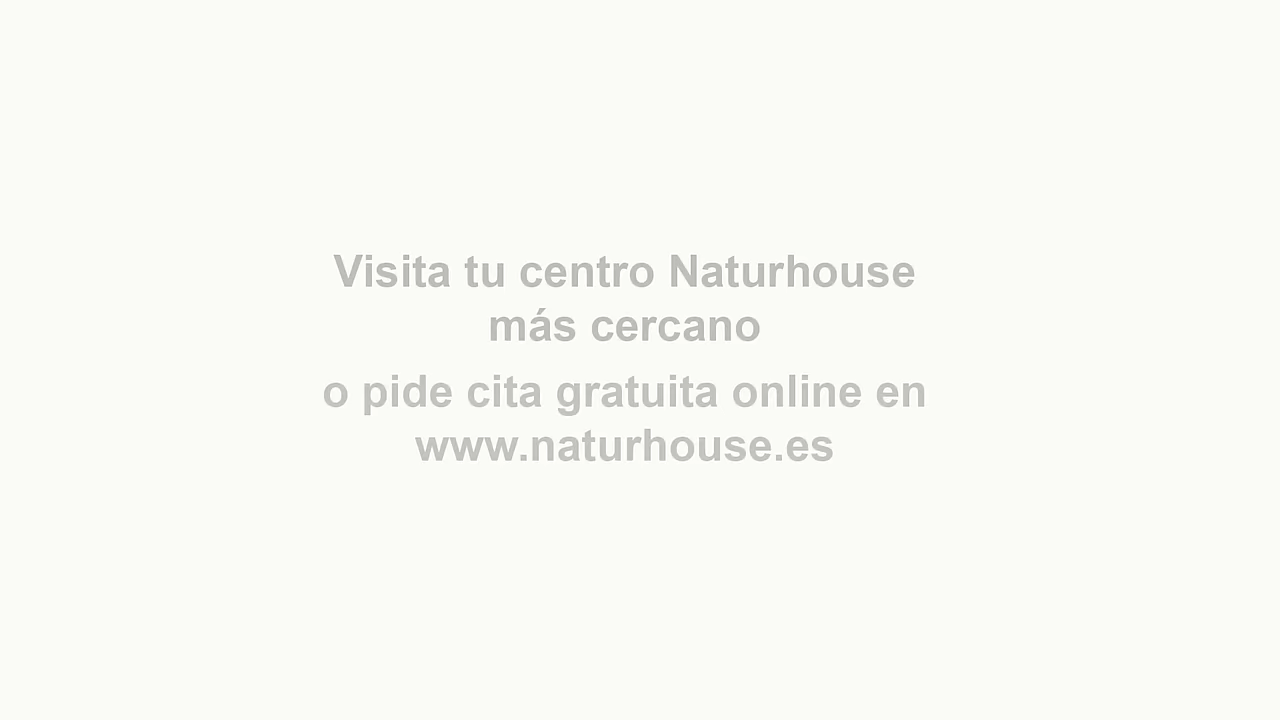 Visita tu centro Naturhouse
más cercano
o pide cita gratuita online en
www.naturhouse.es